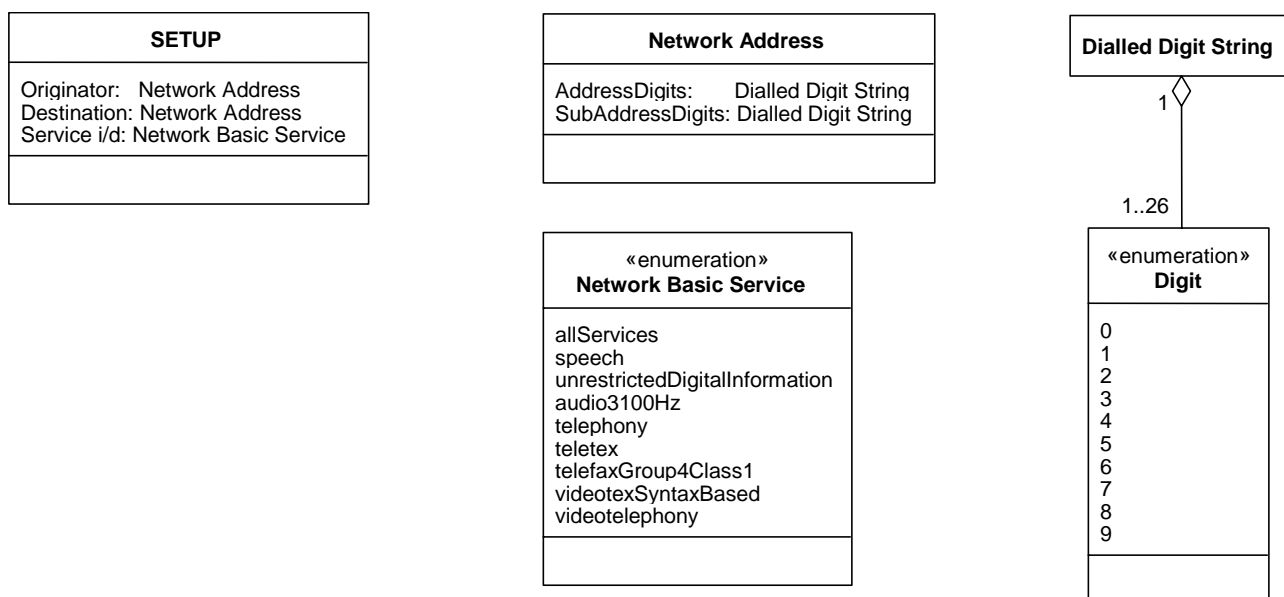 SETUP
Originator: Network Address
Destination: Network Address
Service i/d: Network Basic Service
Network Address
AddressDigits: Dialled Digit String
SubAddressDigits: Dialled Digit String
Dialled Digit String
1
1..26
«enumeration»
Network Basic Service
allServices
speech
unrestrictedDigitalInformation
audio3100Hz
telephony
teletex
telefaxGroup4Class1
videotexSyntaxBased
videotelephony
«enumeration»
Digit
0
1
2
3
4
5
6
7
8
9